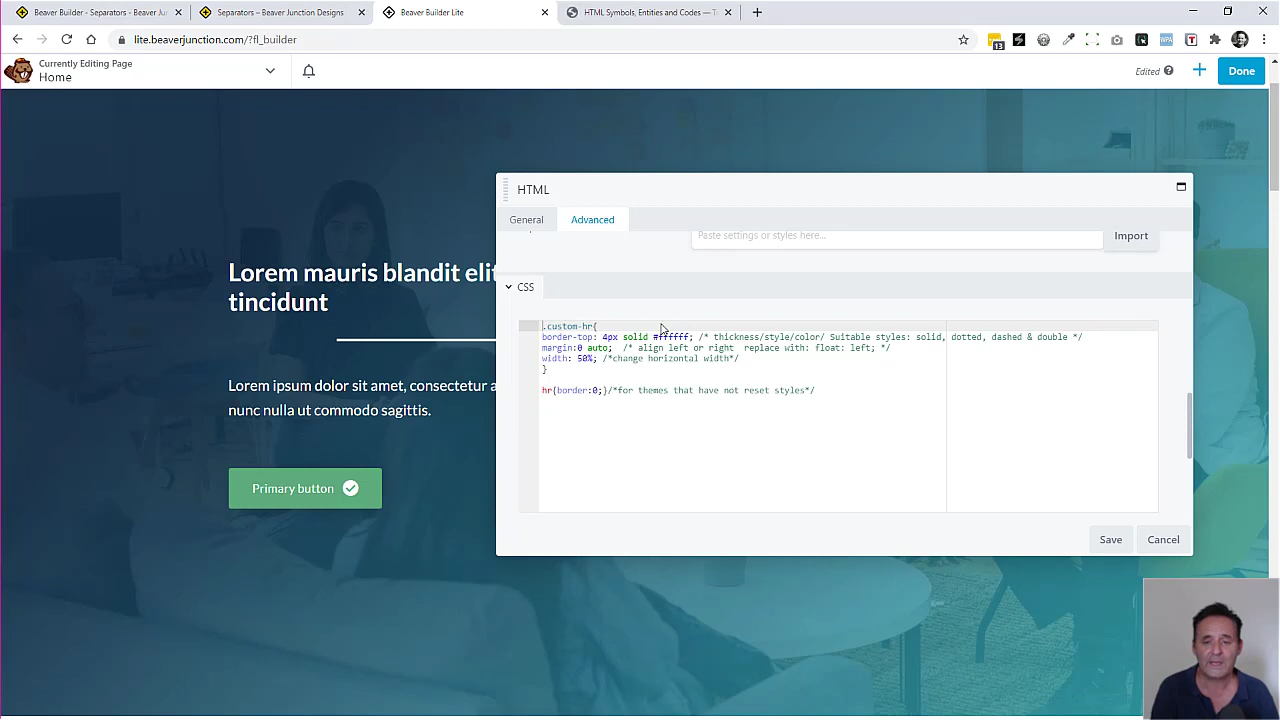 Beaver Builder - Separators - Beaver Ju
Separators – Beaver Junction Designs
Beaver Builder Lite
HTML Symbols, Entities and Codes — T
lite.beaverjunction.com/?fl_builder
13
WPA
T
Currently Editing Page
Home
Edited
Done
HTML
General
Advanced
Paste settings or styles here...
Import
CSS
.custom-hr{
border-top: 4px solid #ffffff; /* thickness/style/color/ Suitable styles: solid, dotted, dashed & double */
margin:0 auto;  /* align left or right  replace with: float: left; */
width: 50%; /*change horizontal width*/
}
hr{border:0;}/*for themes that have not reset styles*/
Save
Cancel
Lorem mauris blandit elit
tincidunt
Lorem ipsum dolor sit amet, consectetur a
nunc nulla ut commodo sagittis.
Primary button